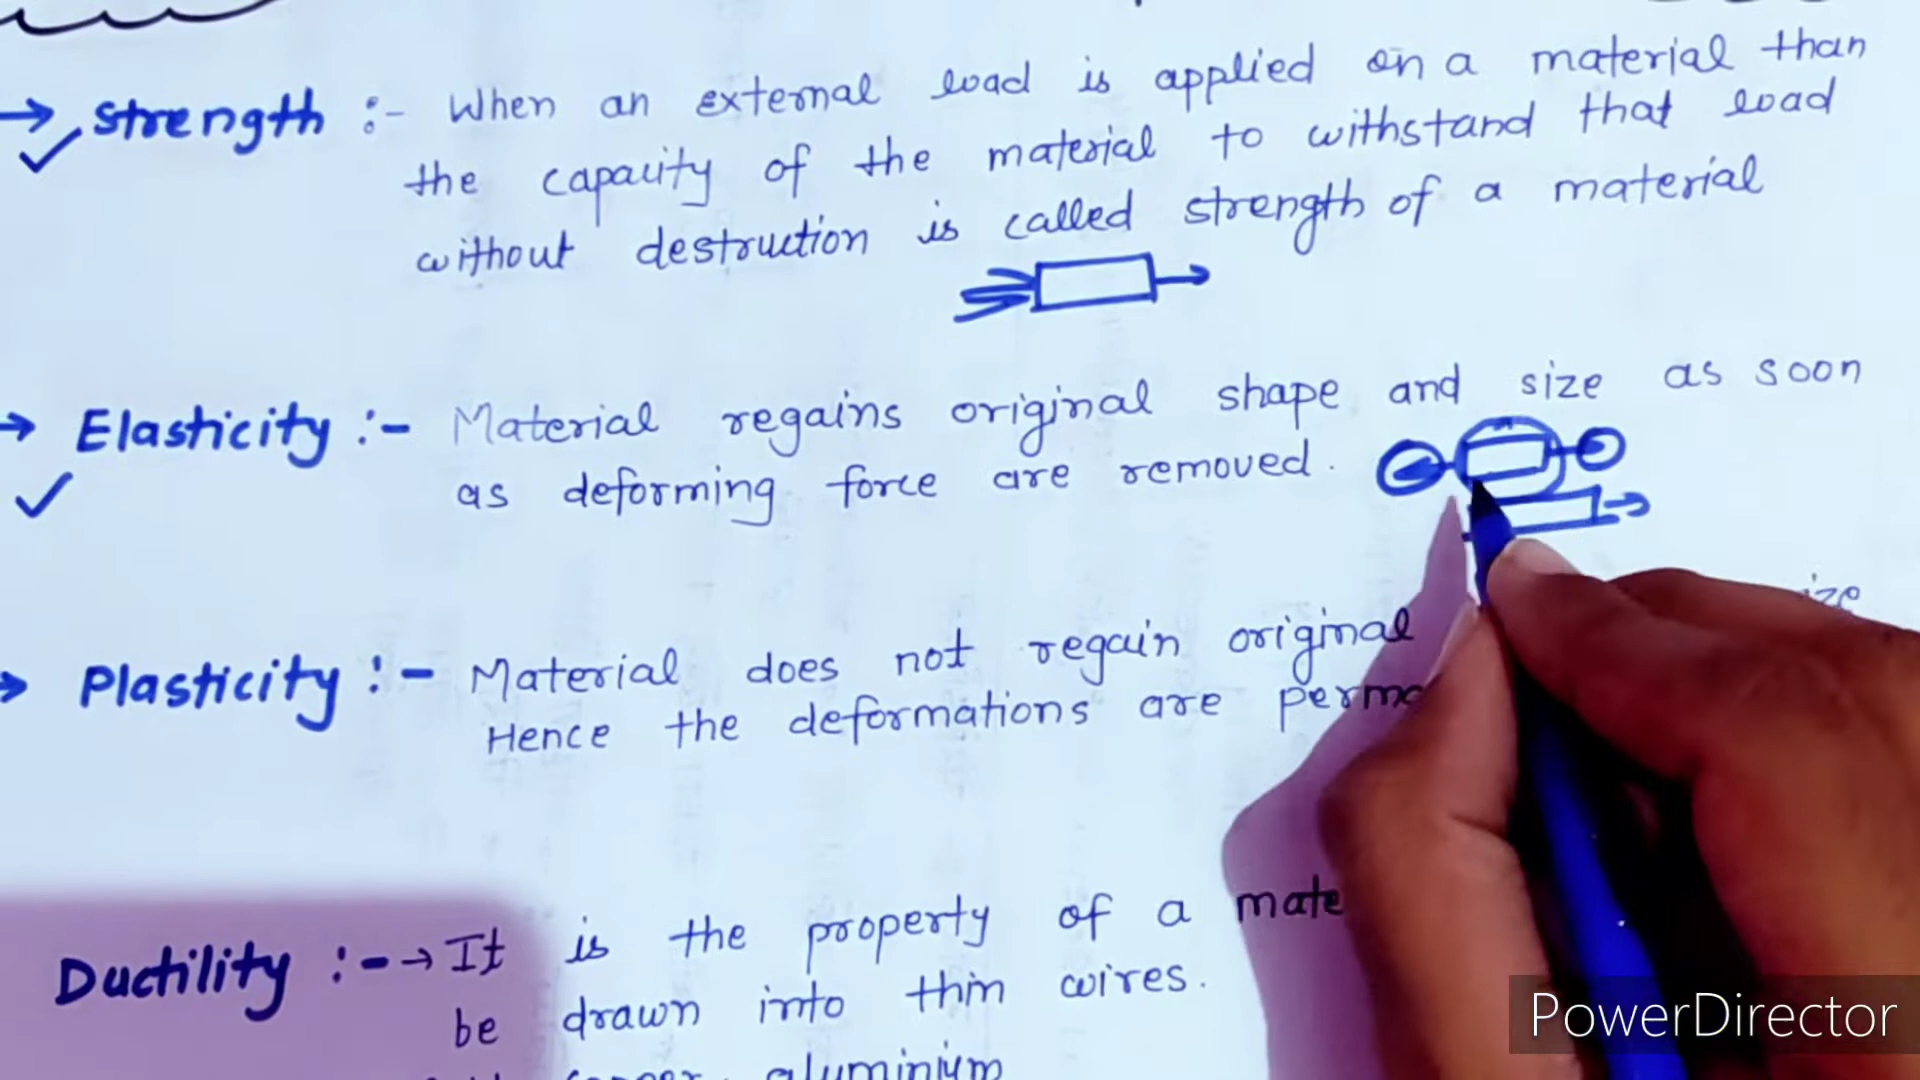 → Strength :- When an external load is applied on a material than
the capacity of the material to withstand that load
without destruction is called strength of a material
→ Elasticity :- Material regains original shape and size as soon
as deforming force are removed.
→ Plasticity :- Material does not regain original
Hence the deformations are
Ductility :- → It is the property of a
be drawn into thin wires.
aluminium
PowerDirector